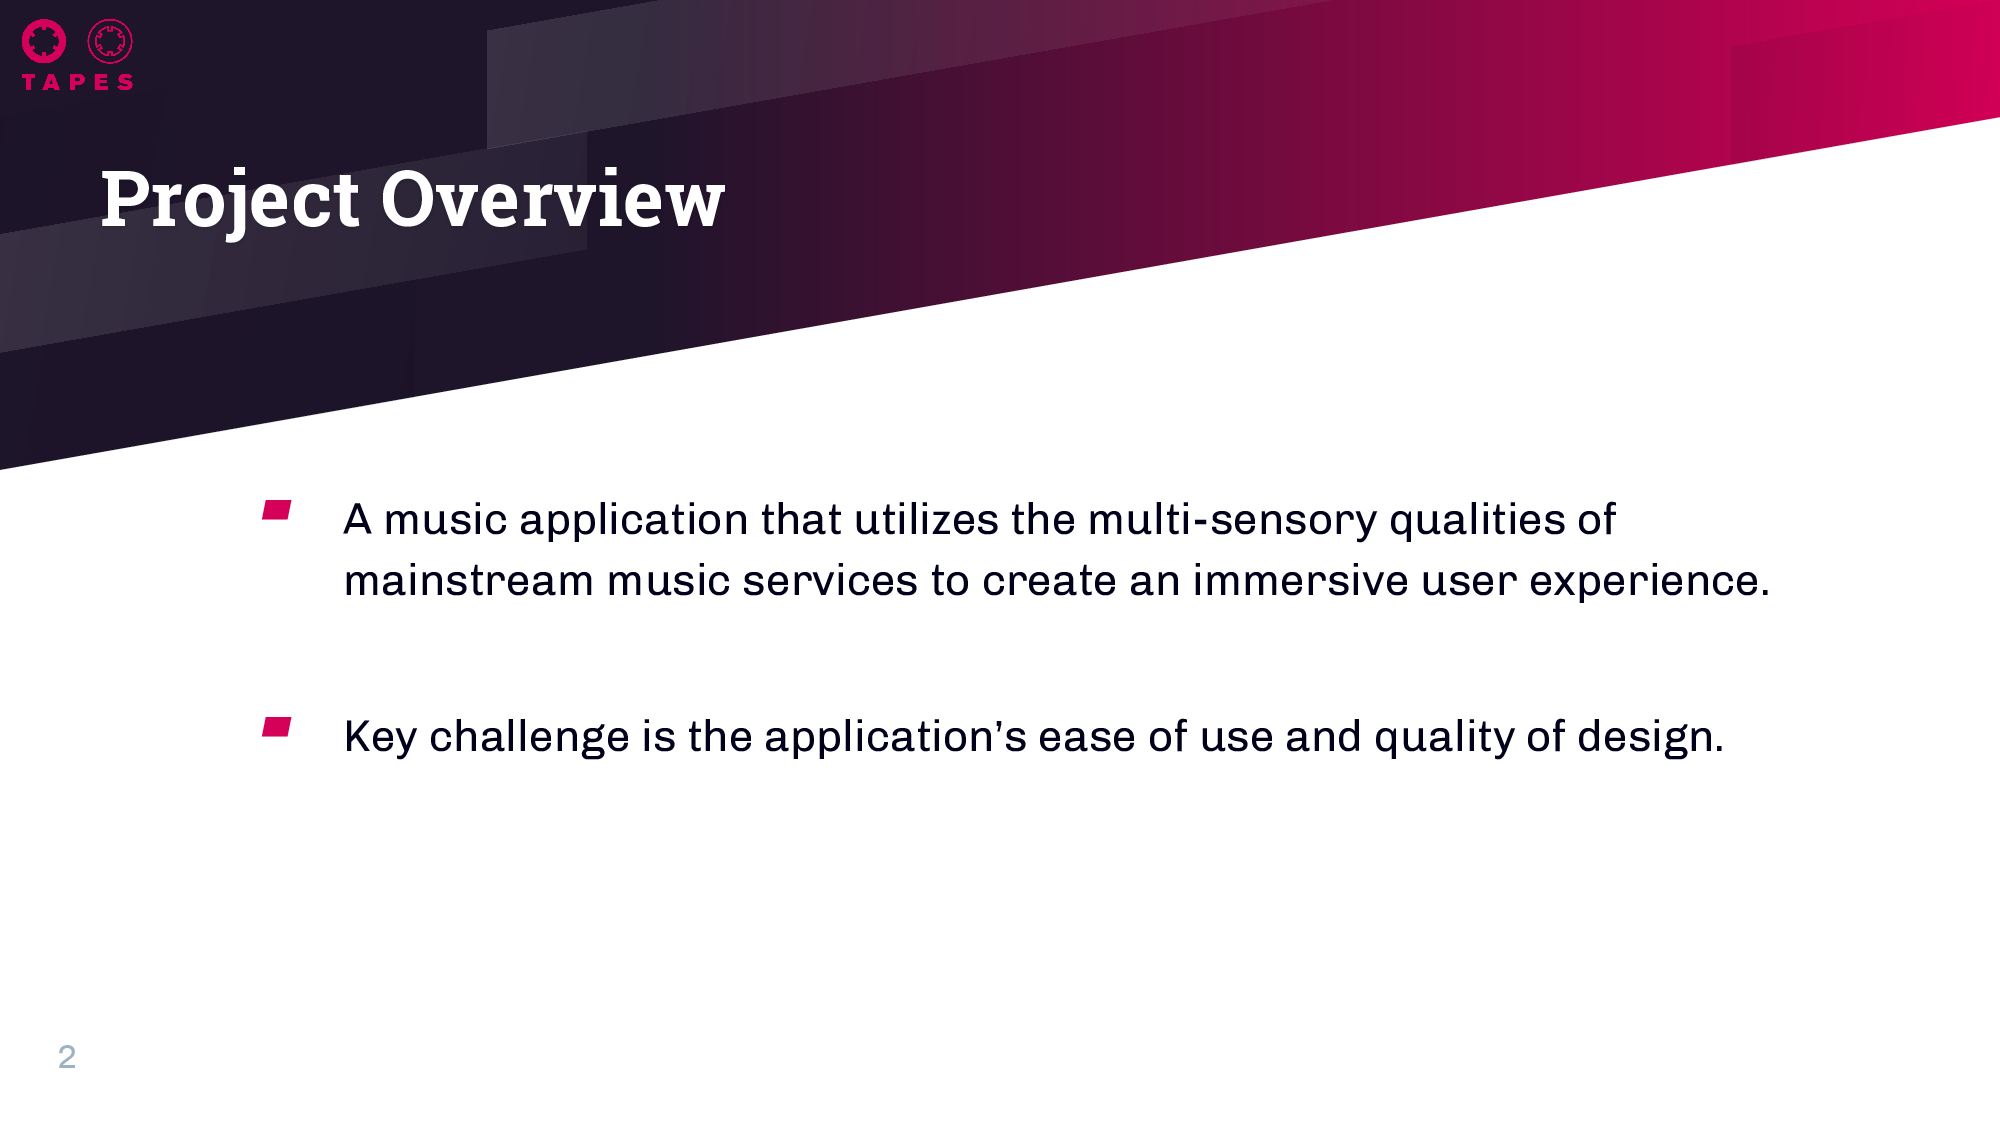 TAPES
Project Overview
A music application that utilizes the multi-sensory qualities of
mainstream music services to create an immersive user experience.
Key challenge is the application’s ease of use and quality of design.
2